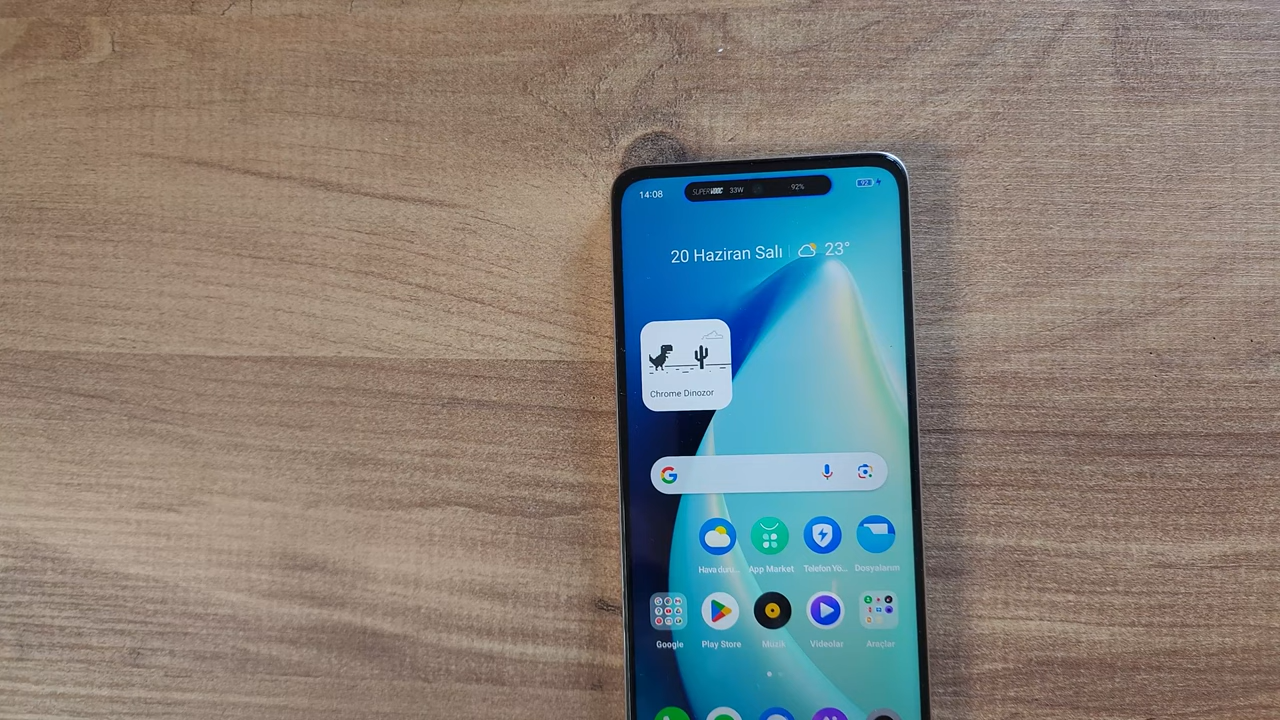 14:08
SUPERVOOC 33W 92%
92
20 Haziran Salı 23°
Chrome Dinozor
Hava duru... App Market Telefon Yö... Dosyalarım
Google Play Store Müzik Videolar Araçlar